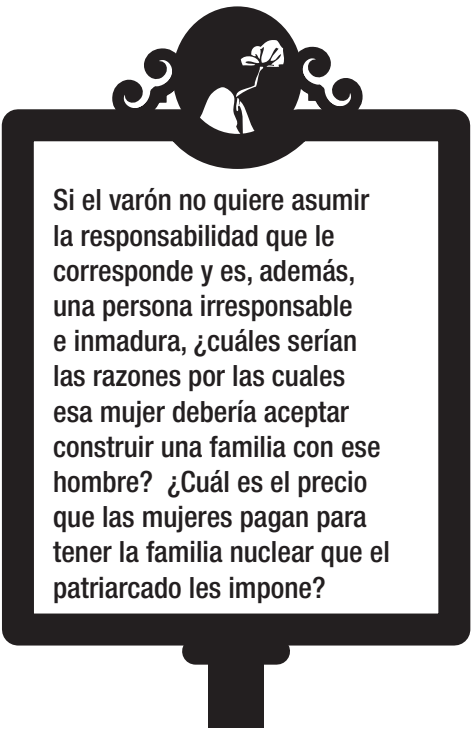 Si el varón no quiere asumir
la responsabilidad que le
corresponde y es, además,
una persona irresponsable
e inmadura, ¿cuáles serían
las razones por las cuales
esa mujer debería aceptar
construir una familia con ese
hombre? ¿Cuál es el precio
que las mujeres pagan para
tener la familia nuclear que el
patriarcado les impone?